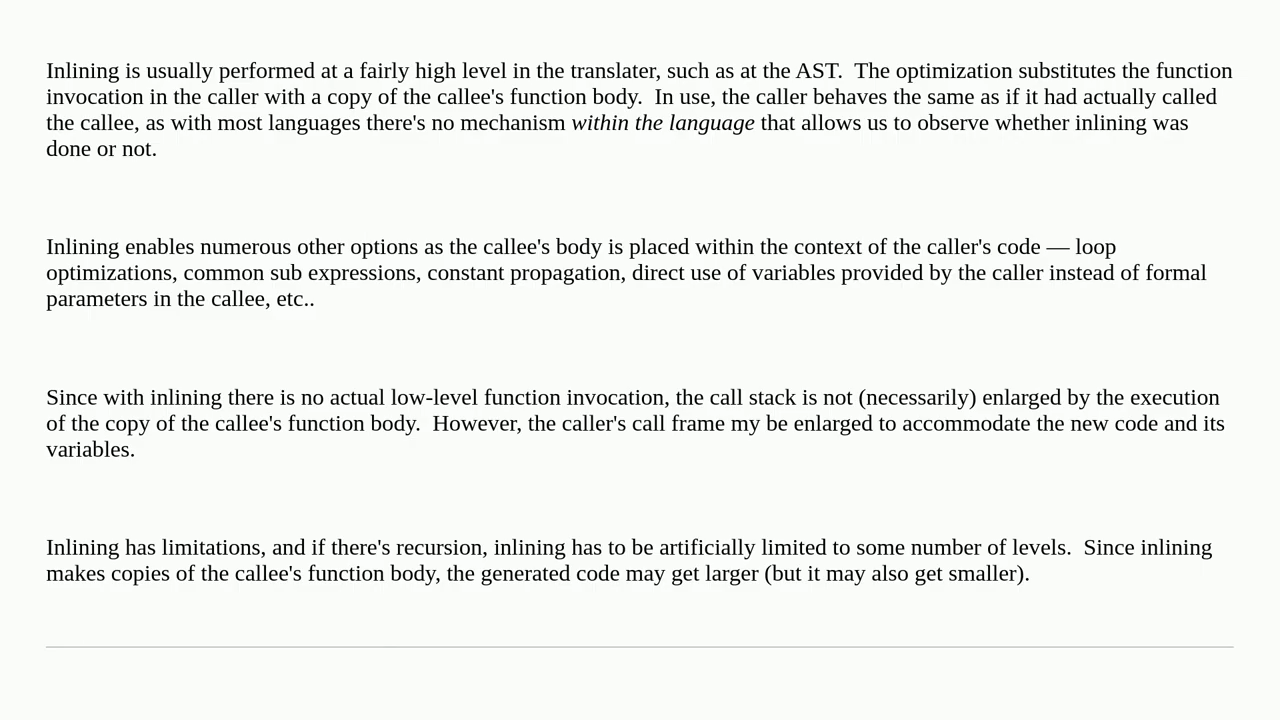 Inlining is usually performed at a fairly high level in the translater, such as at the AST.  The optimization substitutes the function
invocation in the caller with a copy of the callee's function body.  In use, the caller behaves the same as if it had actually called
the callee, as with most languages there's no mechanism within the language that allows us to observe whether inlining was
done or not.
Inlining enables numerous other options as the callee's body is placed within the context of the caller's code — loop
optimizations, common sub expressions, constant propagation, direct use of variables provided by the caller instead of formal
parameters in the callee, etc..
Since with inlining there is no actual low-level function invocation, the call stack is not (necessarily) enlarged by the execution
of the copy of the callee's function body.  However, the caller's call frame my be enlarged to accommodate the new code and its
variables.
Inlining has limitations, and if there's recursion, inlining has to be artificially limited to some number of levels.  Since inlining
makes copies of the callee's function body, the generated code may get larger (but it may also get smaller).